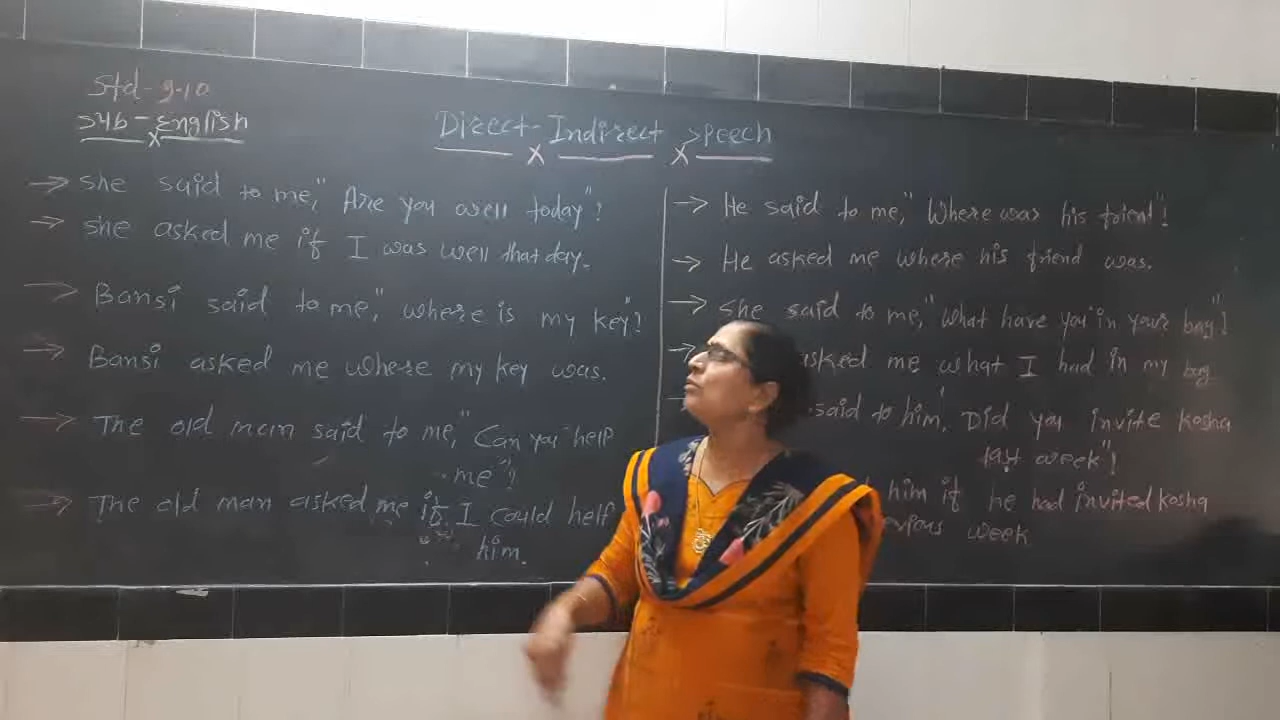 Std-9-10
Sub-English
Direct-Indirect Speech
→ She said to me, "Are you well today"?
→ She asked me if I was well that day.
→ Bansi said to me, "where is my key"?
→ Bansi asked me where my key was.
→ The old man said to me, "Can you help
me"?
→ The old man asked me if I could help
him.
→ He said to me, "Where was his friend"?
→ He asked me where his friend was.
→ She said to me, "What have you in your bag"?
→ asked me what I had in my bag
said to him, Did you invite kosha
last week"?
him if he had invited kosha
week